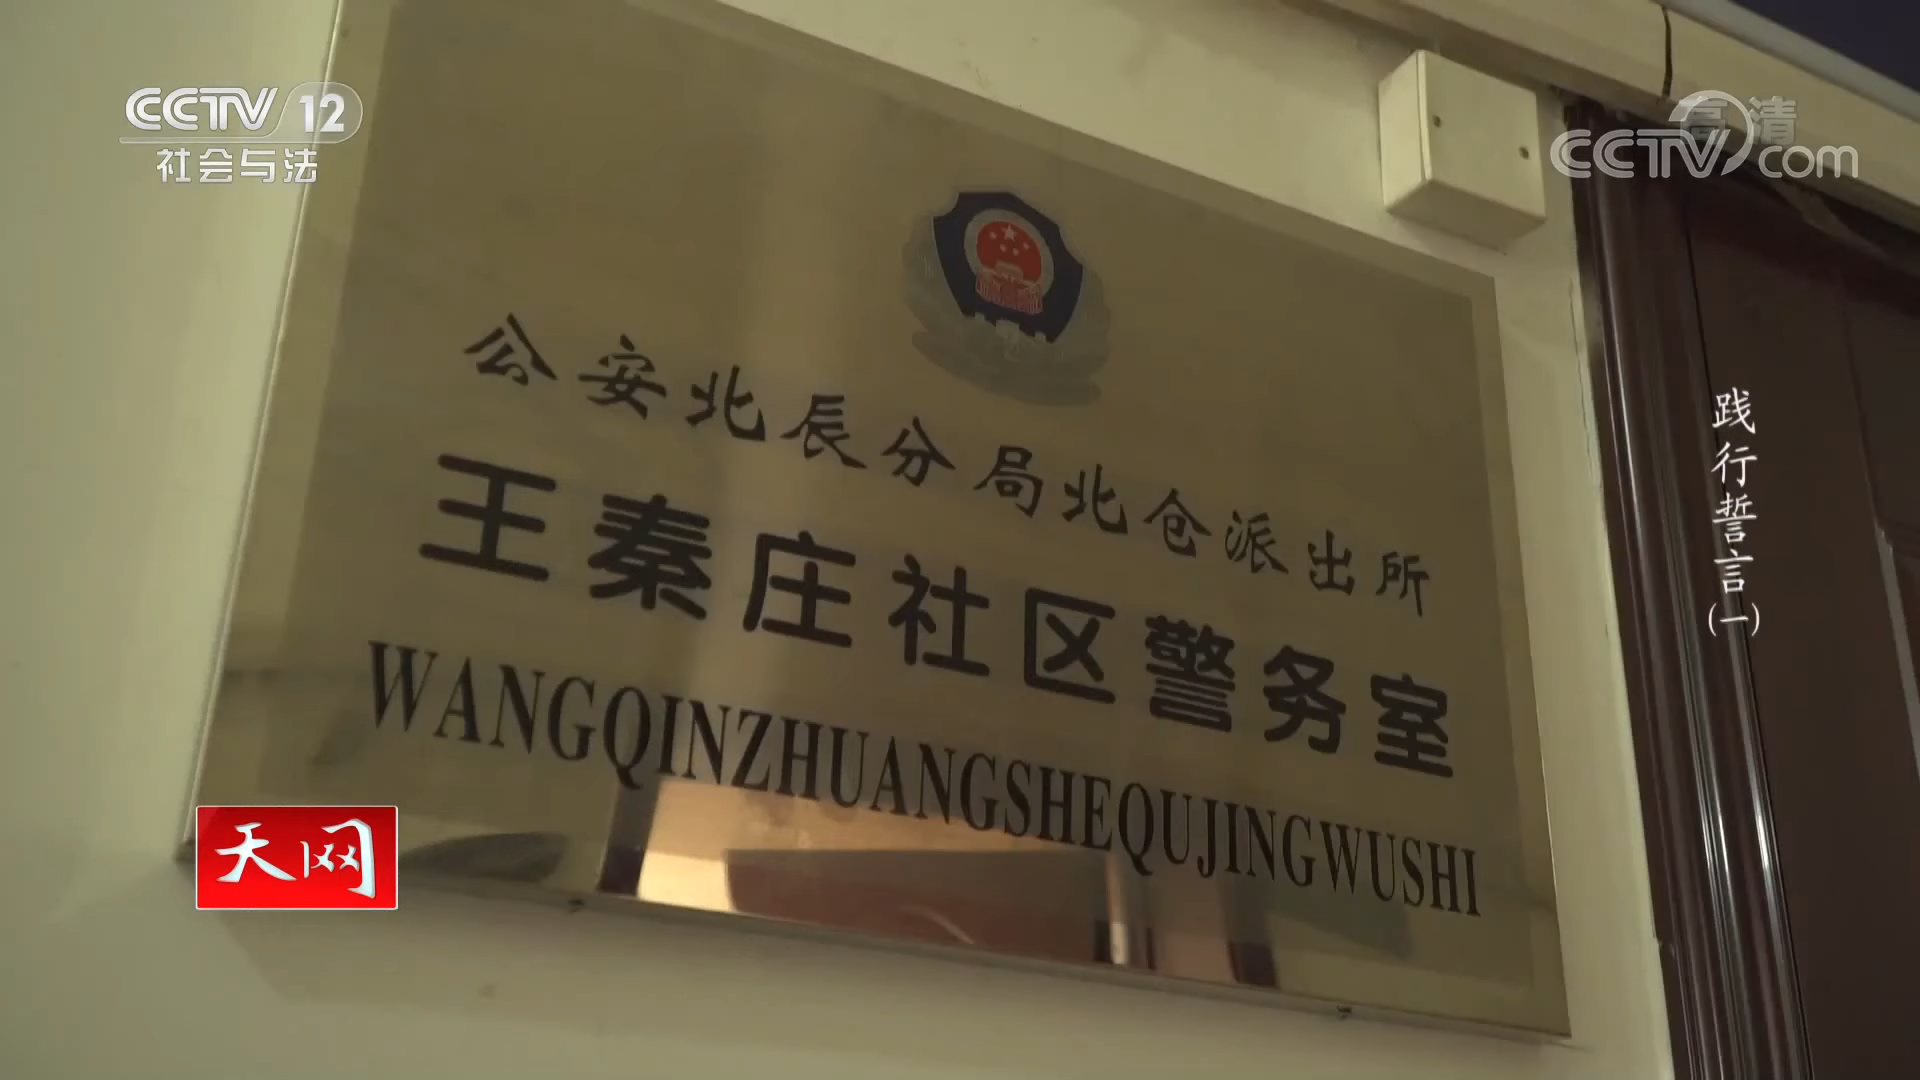 CCTV 12
社会与法
高清
CCTV.com
公安北辰分局北仓派出所
王秦庄社区警务室
WANGQINZHUANGSHEQUJINGWUSHI
践行誓言(一)
天网